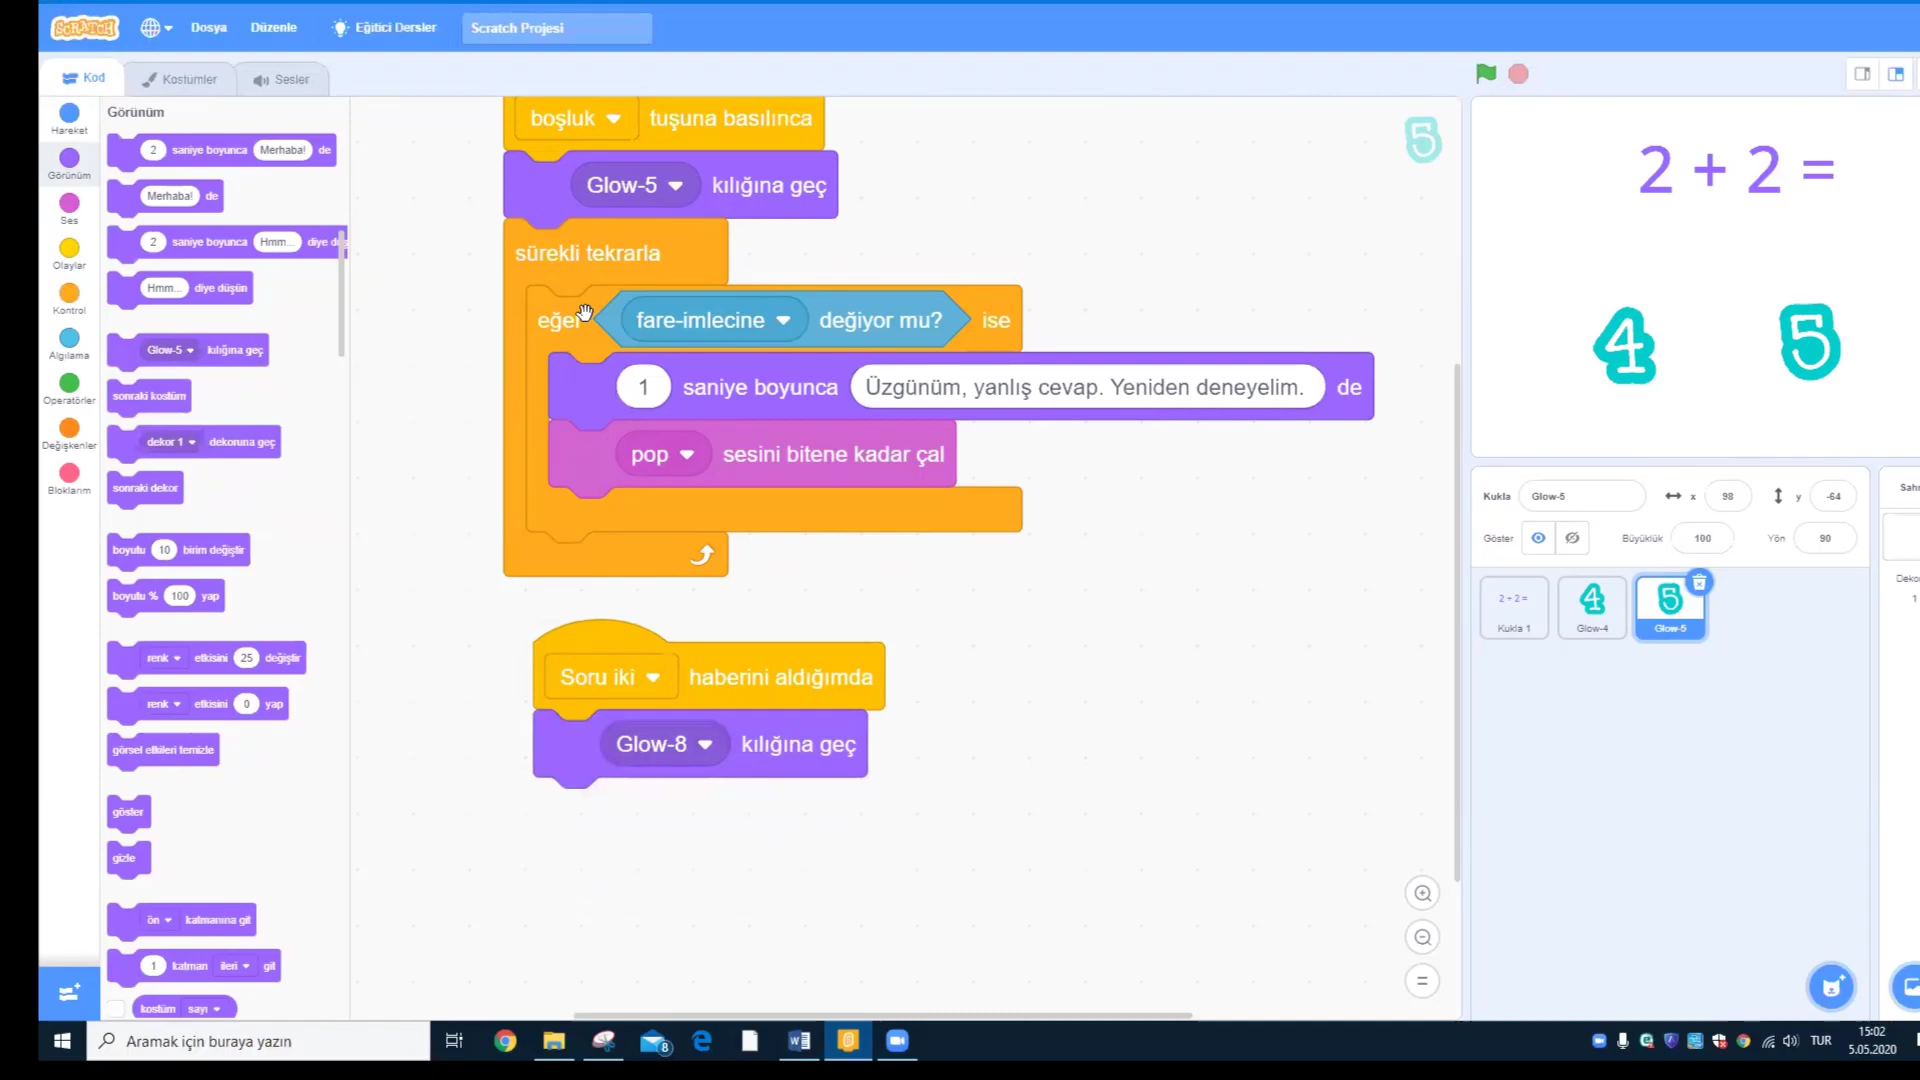 SCRATCH
Dosya
Düzenle
Eğitici Dersler
Scratch Projesi
Kod
Kostümler
Sesler
Hareket
Görünüm
Ses
Olaylar
Kontrol
Algılama
Operatörler
Değişkenler
Bloklarım
Görünüm
2 saniye boyunca Merhaba! de
Merhaba! de
2 saniye boyunca Hmm... diye
Hmm... diye düşün
Glow-5 kılığına geç
sonraki kostüm
dekor 1 dekoruna geç
sonraki dekor
boyutu 10 birim değiştir
boyutu % 100 yap
renk etkisini 25 değiştir
renk etkisini 0 yap
görsel etkileri temizle
göster
gizle
ön katmanına git
1 katman ileri git
kostüm sayı
boşluk tuşuna basılınca
Glow-5 kılığına geç
sürekli tekrarla
eğer fare-imlecine değiyor mu? ise
1 saniye boyunca Üzgünüm, yanlış cevap. Yeniden deneyelim. de
pop sesini bitene kadar çal
Soru iki haberini aldığımda
Glow-8 kılığına geç
5
2 + 2 =
4 5
Kukla Glow-5 x 98 y -64
Göster Büyüklük 100 Yön 90
2 + 2 =
Kukla 1
4
Glow-4
5
Glow-5
1
Aramak için buraya yazın
8
TUR
15:02
5.05.2020